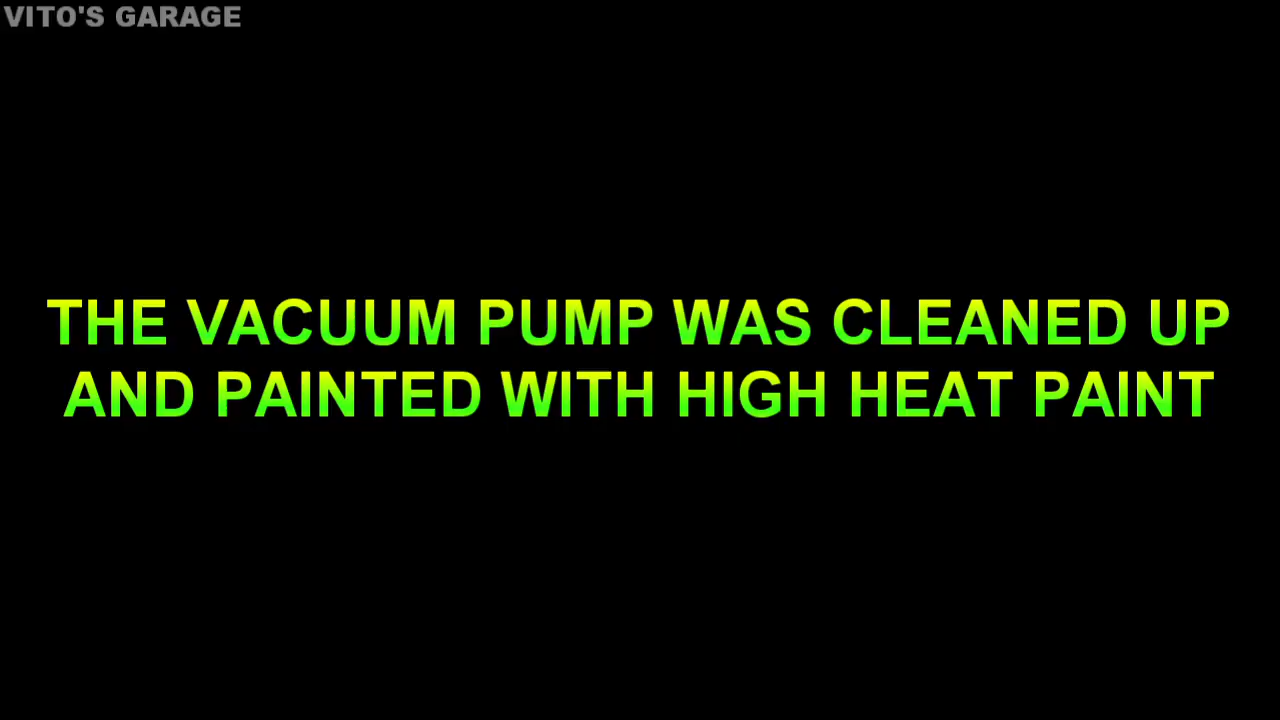 VITO'S GARAGE
THE VACUUM PUMP WAS CLEANED UP
AND PAINTED WITH HIGH HEAT PAINT